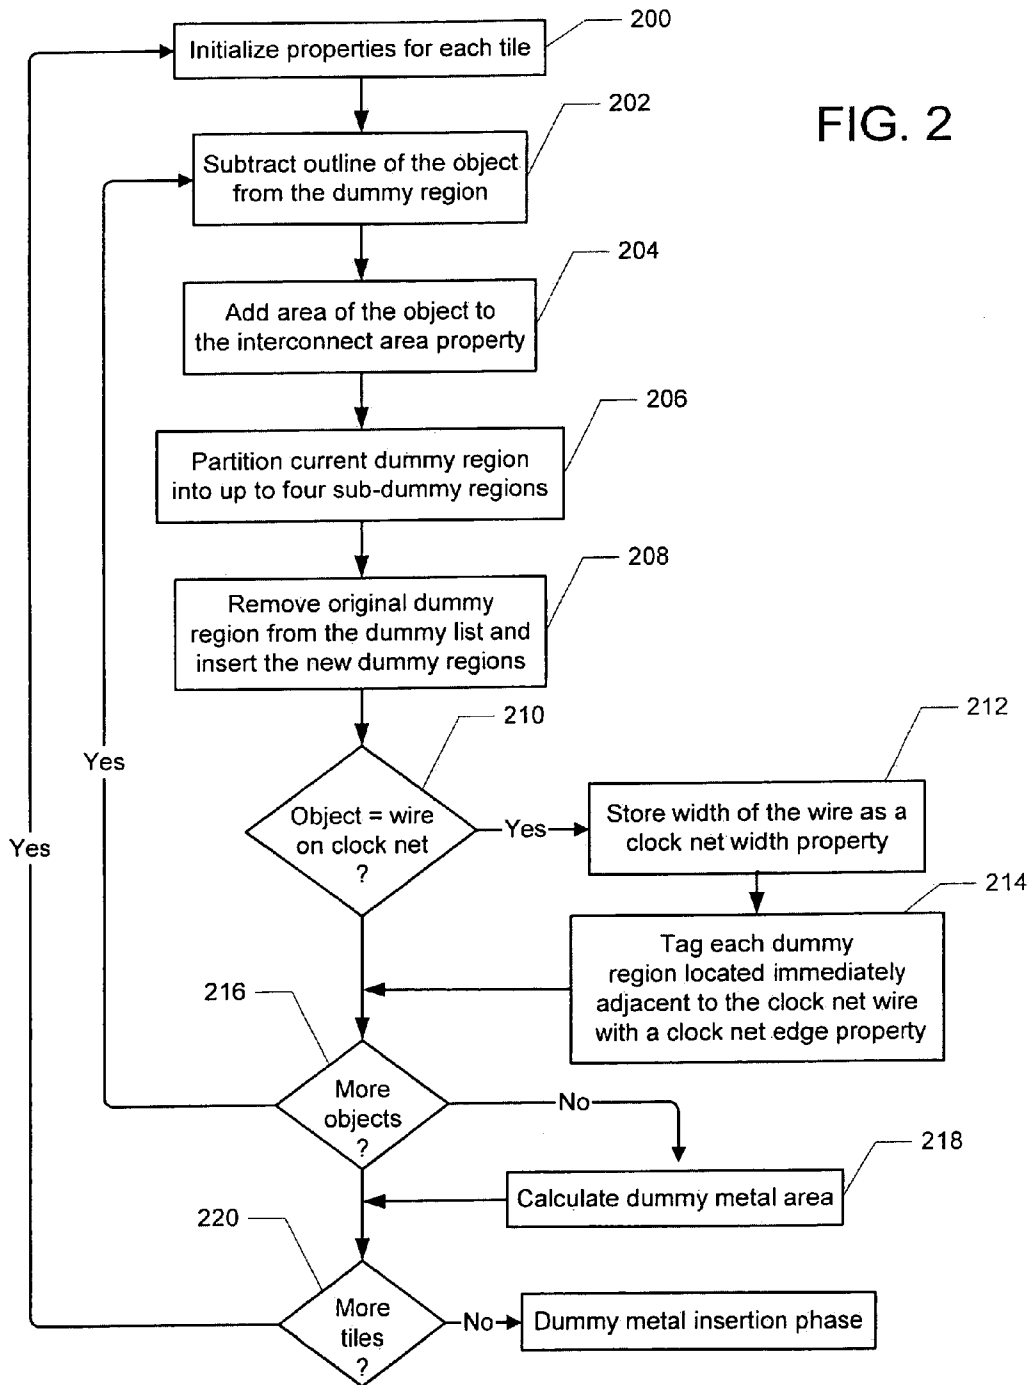 200
Initialize properties for each tile
FIG. 2
202
Subtract outline of the object
from the dummy region
204
Add area of the object to
the interconnect area property
206
Partition current dummy region
into up to four sub-dummy regions
208
Remove original dummy
region from the dummy list and
insert the new dummy regions
210
Object = wire
on clock net
?
Yes
212
Store width of the wire as a
clock net width property
214
Tag each dummy
region located immediately
adjacent to the clock net wire
with a clock net edge property
Yes
Yes
216
More
objects
?
No
218
Calculate dummy metal area
220
More
tiles
?
No
Dummy metal insertion phase